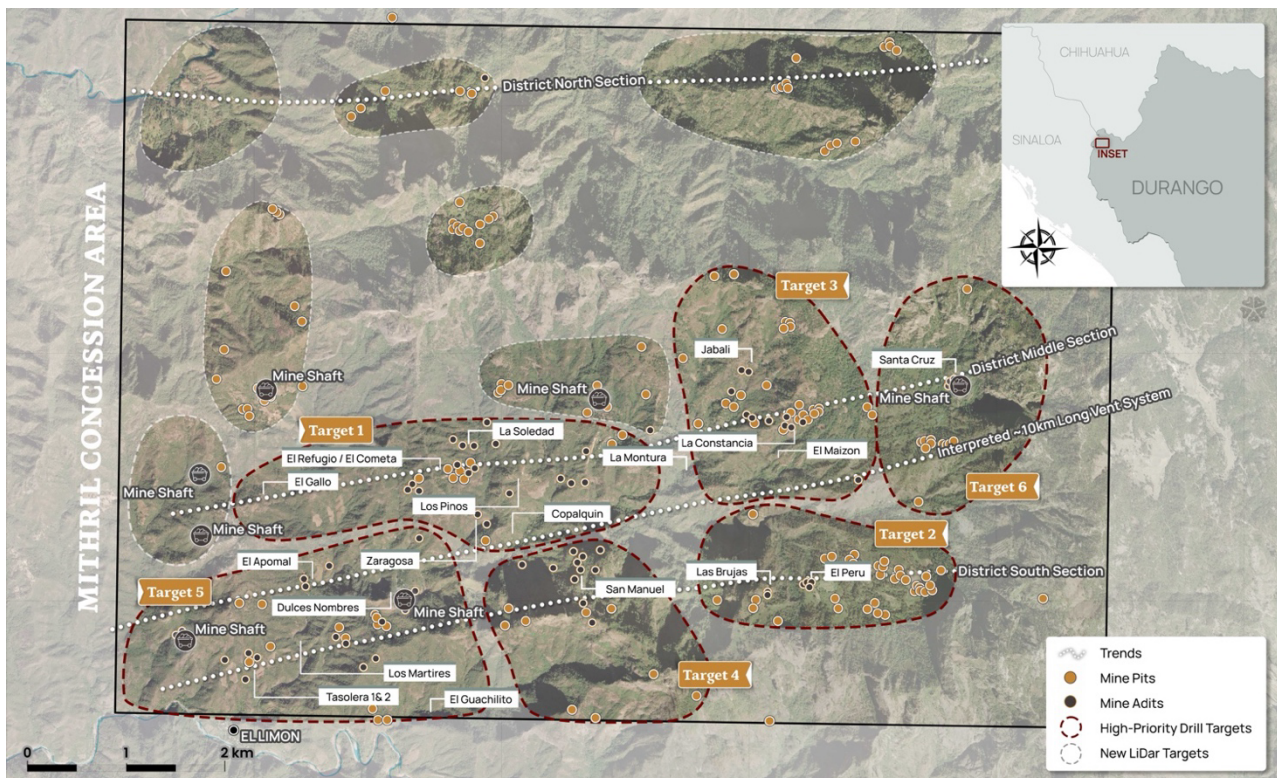 CHIHUAHUA
SINALOA
INSET
DURANGO
District North Section
MITHRIL CONCESSION AREA
Target 3
Jabali
Santa Cruz
District Middle Section
Mine Shaft
Mine Shaft
Mine Shaft
Target 1
La Soledad
La Constancia
Interpreted ~10km Long Vent System
El Refugio / El Cometa
La Montura
El Maizon
Mine Shaft
El Gallo
Los Pinos
Target 6
Copalquin
Mine Shaft
Target 2
El Apomal
Zaragosa
Las Brujas
El Peru
District South Section
Target 5
San Manuel
Dulces Nombres
Mine Shaft
Mine Shaft
Los Martires
Target 4
Tasolera 1& 2
El Guachilito
EL LIMON
0 1 2 km
Trends
Mine Pits
Mine Adits
High-Priority Drill Targets
New LiDar Targets